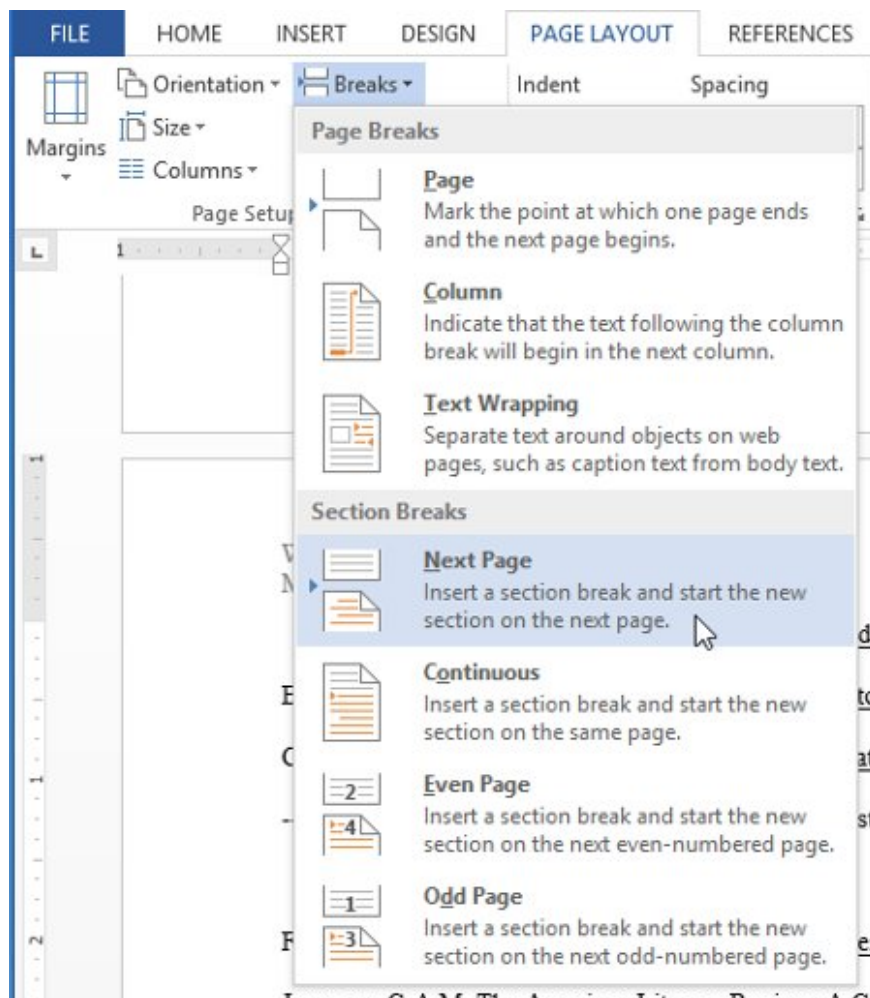 FILE HOME INSERT DESIGN PAGE LAYOUT REFERENCES
Orientation Breaks Indent Spacing
Size
Margins
Columns
Page Setup
Page Breaks
Page
Mark the point at which one page ends
and the next page begins.
Column
Indicate that the text following the column
break will begin in the next column.
Text Wrapping
Separate text around objects on web
pages, such as caption text from body text.
Section Breaks
Next Page
Insert a section break and start the new
section on the next page.
Continuous
Insert a section break and start the new
section on the same page.
Even Page
Insert a section break and start the new
section on the next even-numbered page.
Odd Page
Insert a section break and start the new
section on the next odd-numbered page.